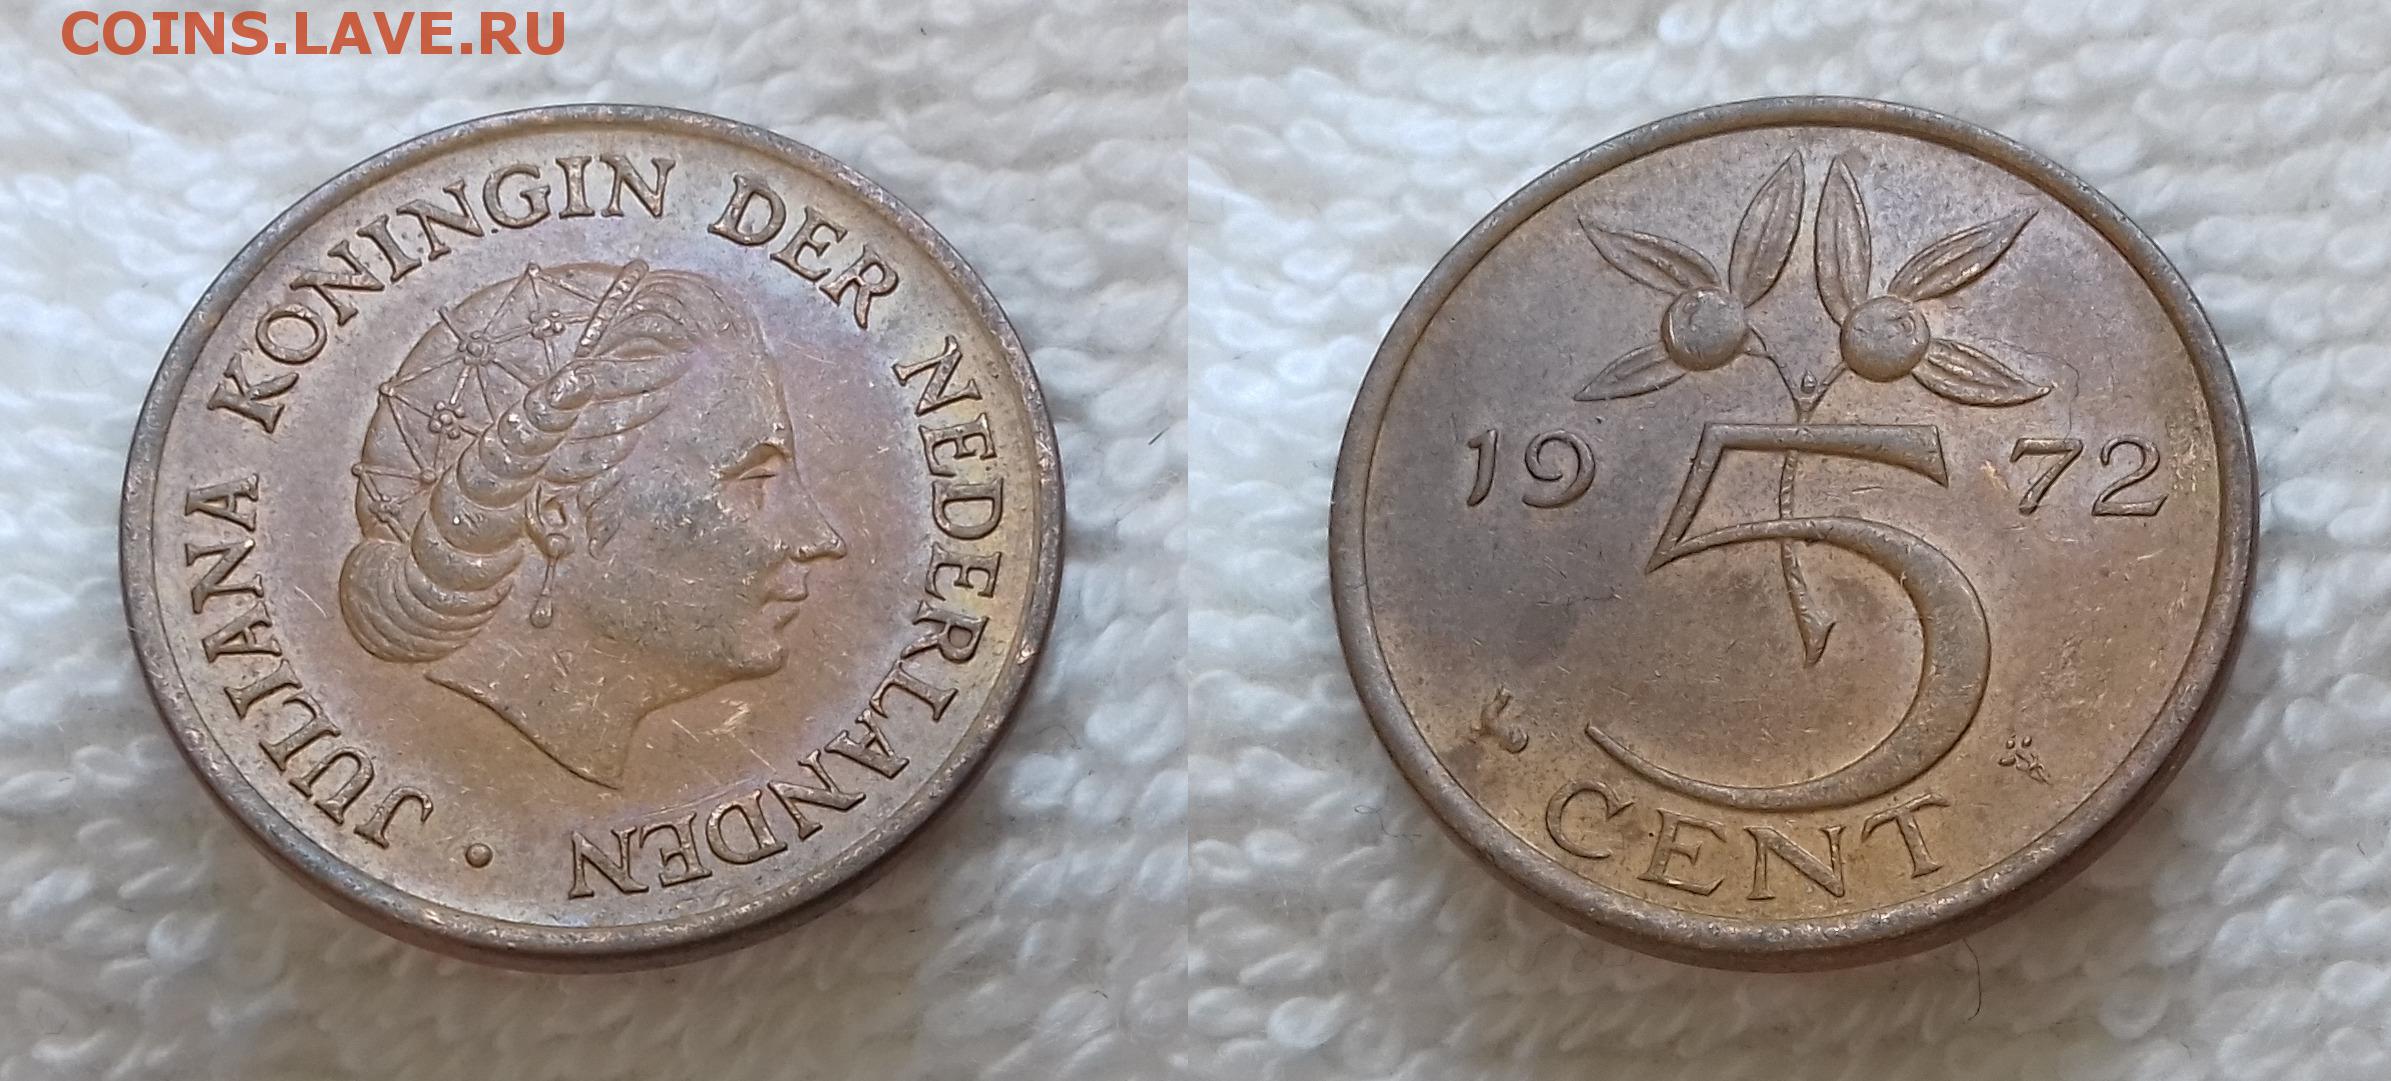 COINS.LAVE.RU
JULIANA KONINGIN DER NEDERLANDEN •
19 72
5
CENT